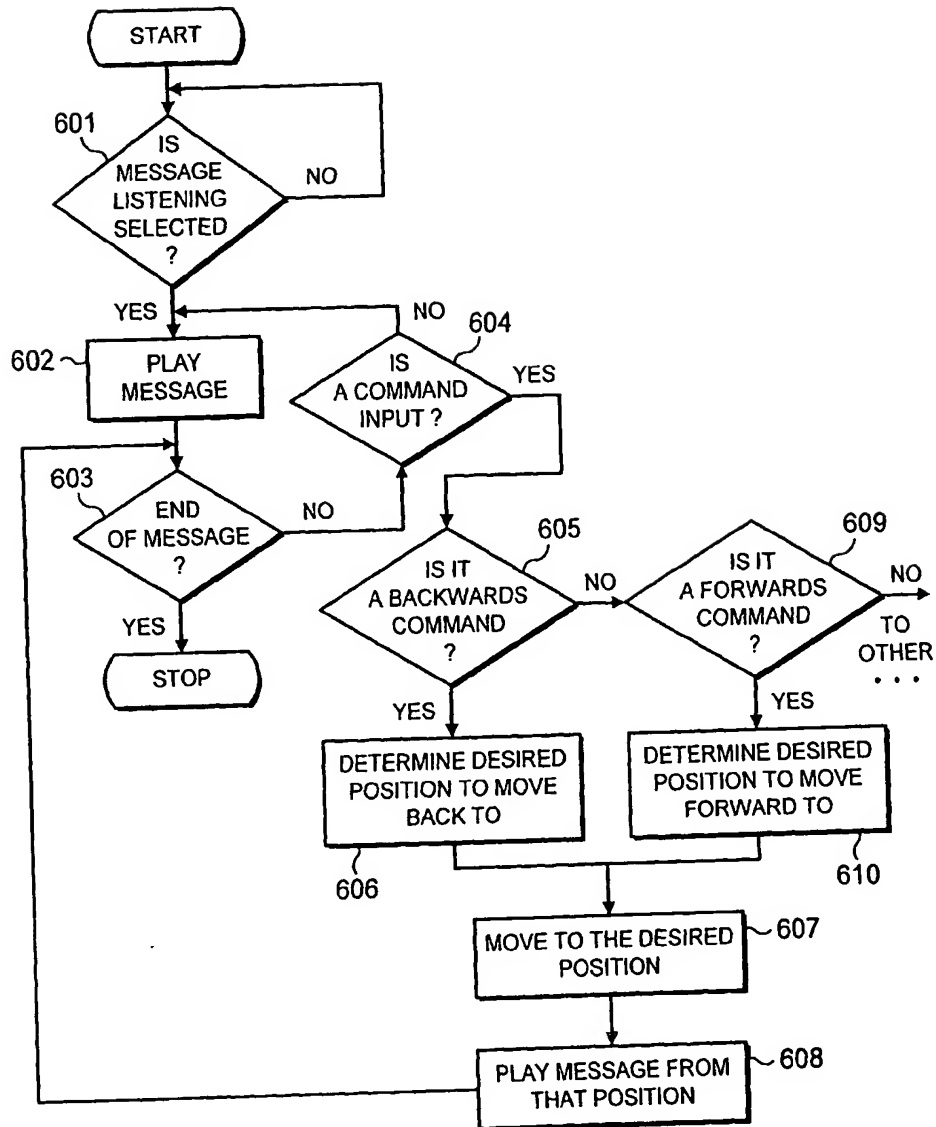 START
601
IS
MESSAGE
LISTENING
SELECTED
?
NO
YES
602
PLAY
MESSAGE
NO
604
IS
A COMMAND
INPUT ?
YES
603
END
OF MESSAGE
?
NO
YES
STOP
605
IS IT
A BACKWARDS
COMMAND
?
NO
609
IS IT
A FORWARDS
COMMAND
?
NO
TO
OTHER
. . .
YES
YES
DETERMINE DESIRED
POSITION TO MOVE
BACK TO
606
DETERMINE DESIRED
POSITION TO MOVE
FORWARD TO
610
MOVE TO THE DESIRED
POSITION
607
PLAY MESSAGE FROM
THAT POSITION
608